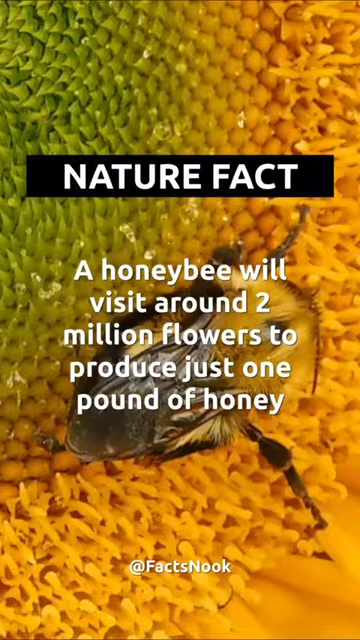 NATURE FACT
A honeybee will
visit around 2
million flowers to
produce just one
pound of honey
@FactsNook